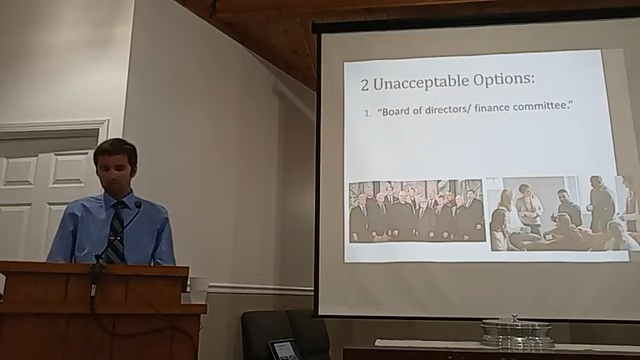 2 Unacceptable Options:
1. "Board of directors/ finance committee."